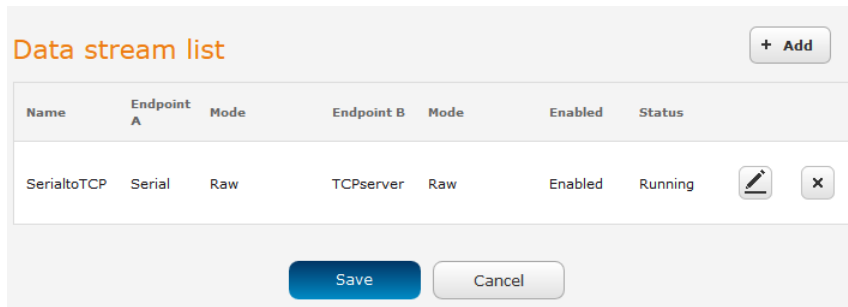 Data stream list
+ Add
Name Endpoint A Mode Endpoint B Mode Enabled Status
SerialtoTCP Serial Raw TCPserver Raw Enabled Running
Save Cancel